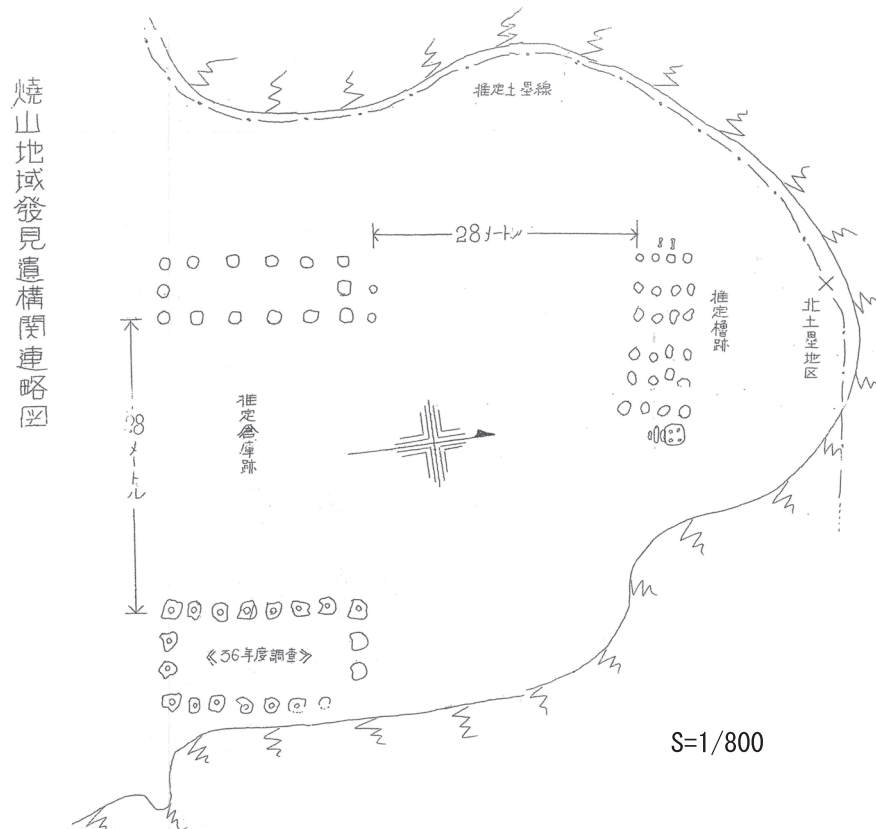 燒山地域發見遺構関連略図
推定土塁線
28メートル
推定櫓跡
北土塁地区
28メートル
推定倉庫跡
≪36年度調査≫
S=1/800